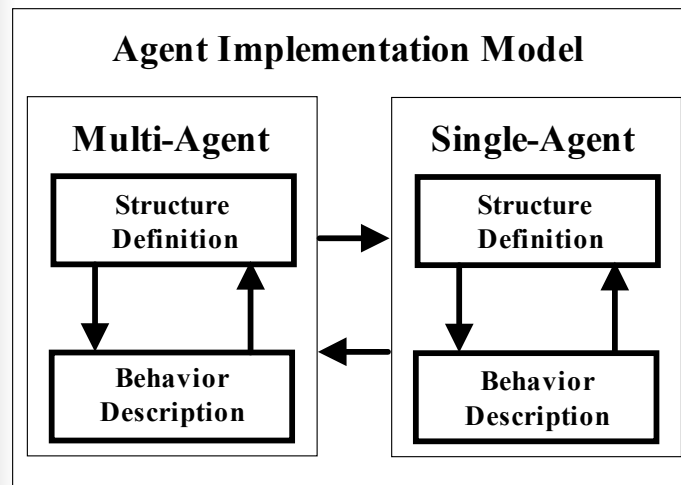 Agent Implementation Model
Multi-Agent
Structure
Definition
Behavior
Description
Single-Agent
Structure
Definition
Behavior
Description